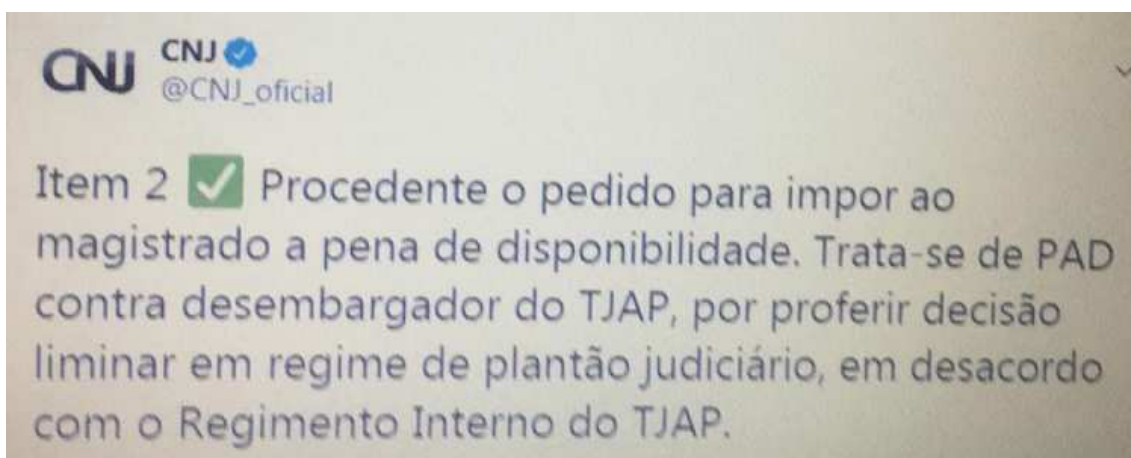 CNJ CNJ
@CNJ_oficial
Item 2 ✅ Procedente o pedido para impor ao
magistrado a pena de disponibilidade. Trata-se de PAD
contra desembargador do TJAP, por proferir decisão
liminar em regime de plantão judiciário, em desacordo
com o Regimento Interno do TJAP.